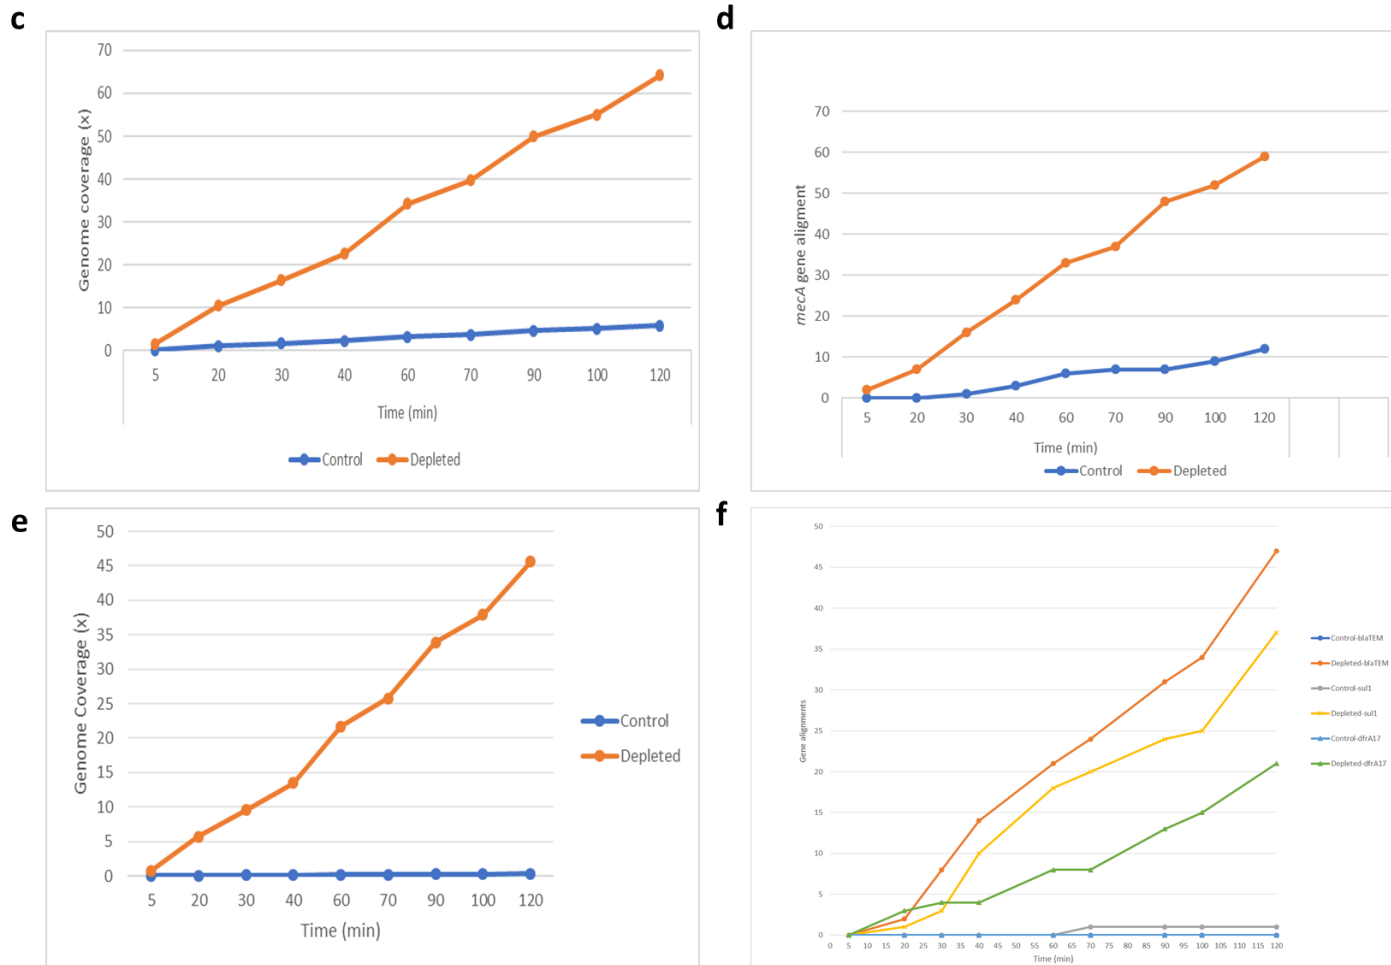 c
70
60
50
40
30
20
10
0
Genome coverage (x)
5 20 30 40 60 70 90 100 120
Time (min)
Control Depleted
d
70
60
50
40
30
20
10
0
mecA gene aligment
5 20 30 40 60 70 90 100 120
Time (min)
Control Depleted
e
50
45
40
35
30
25
20
15
10
5
0
Genome Coverage (x)
5 20 30 40 60 70 90 100 120
Time (min)
Control
Depleted
f
50
45
40
35
30
25
20
15
10
5
0
Gene alignments
0 5 10 15 20 25 30 35 40 45 50 55 60 65 70 75 80 85 90 95 100 105 110 115 120
Time (min)
Control-blaTEM
Depleted-blaTEM
Control-sul1
Depleted-sul1
Control-dfrA17
Depleted-dfrA17